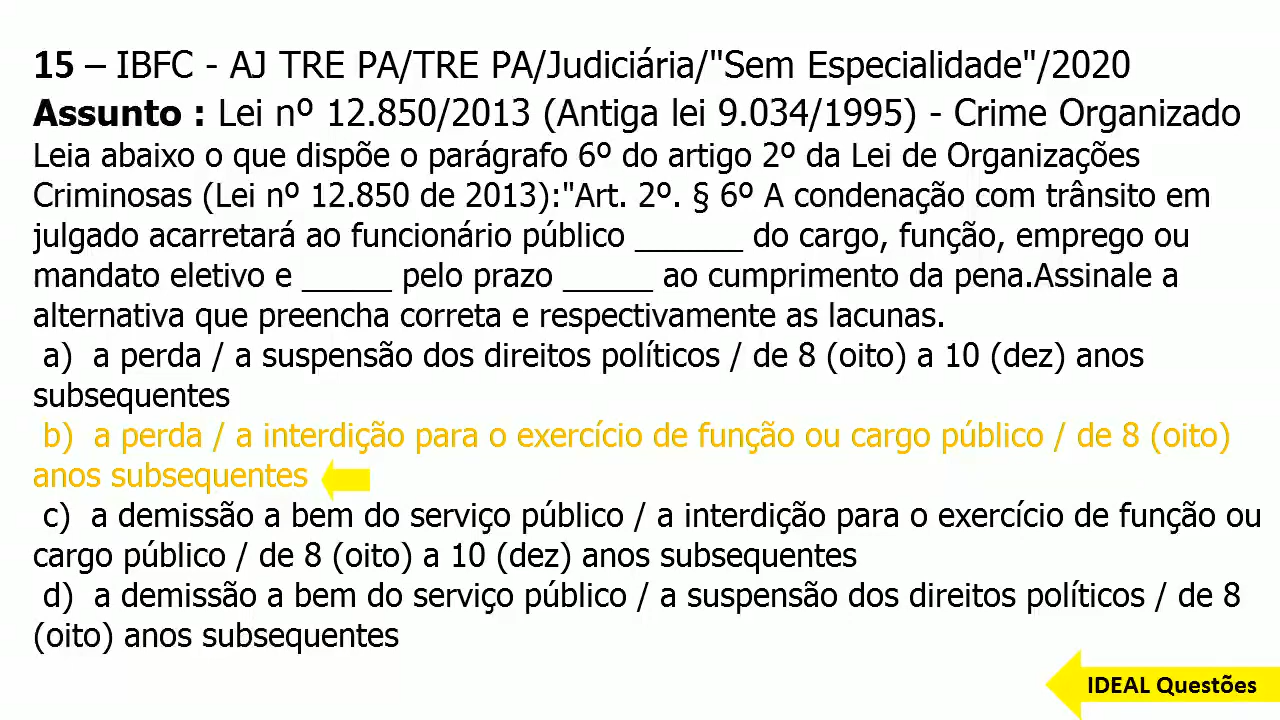 15 – IBFC - AJ TRE PA/TRE PA/Judiciária/"Sem Especialidade"/2020
Assunto : Lei nº 12.850/2013 (Antiga lei 9.034/1995) - Crime Organizado
Leia abaixo o que dispõe o parágrafo 6º do artigo 2º da Lei de Organizações
Criminosas (Lei nº 12.850 de 2013):"Art. 2º. § 6º A condenação com trânsito em
julgado acarretará ao funcionário público ______ do cargo, função, emprego ou
mandato eletivo e _____ pelo prazo _____ ao cumprimento da pena.Assinale a
alternativa que preencha correta e respectivamente as lacunas.
a) a perda / a suspensão dos direitos políticos / de 8 (oito) a 10 (dez) anos
subsequentes
b) a perda / a interdição para o exercício de função ou cargo público / de 8 (oito)
anos subsequentes
c) a demissão a bem do serviço público / a interdição para o exercício de função ou
cargo público / de 8 (oito) a 10 (dez) anos subsequentes
d) a demissão a bem do serviço público / a suspensão dos direitos políticos / de 8
(oito) anos subsequentes
IDEAL Questões